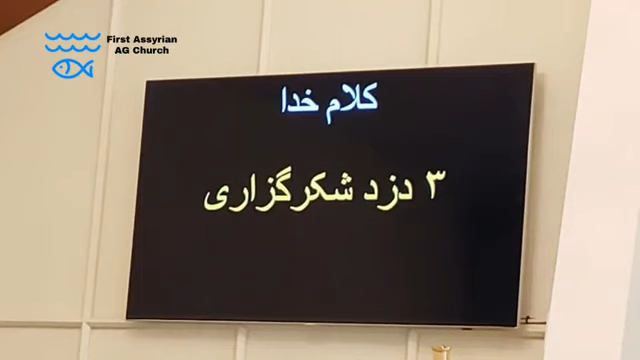 First Assyrian
AG Church
کلام خدا
۳ دزد شکرگزاری